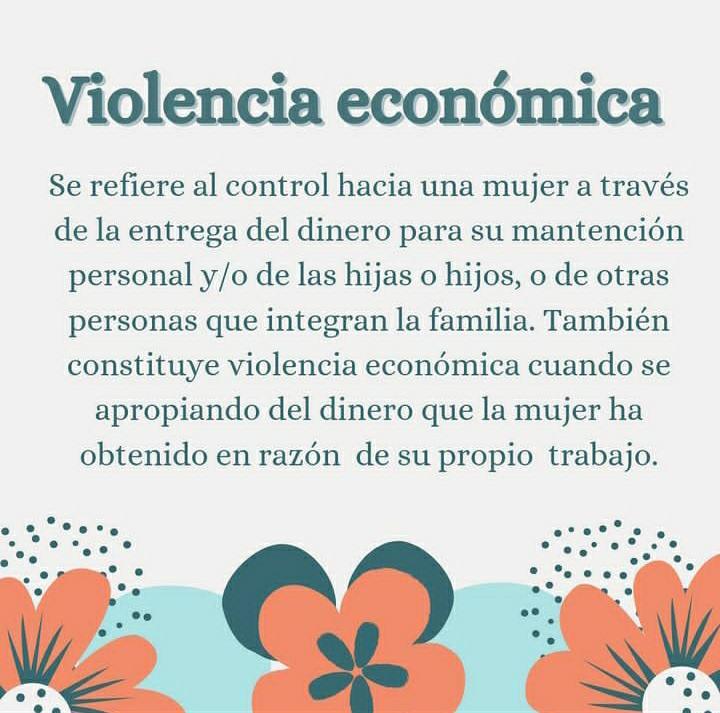 Violencia económica
Se refiere al control hacia una mujer a través
de la entrega del dinero para su mantención
personal y/o de las hijas o hijos, o de otras
personas que integran la familia. También
constituye violencia económica cuando se
apropiando del dinero que la mujer ha
obtenido en razón de su propio trabajo.